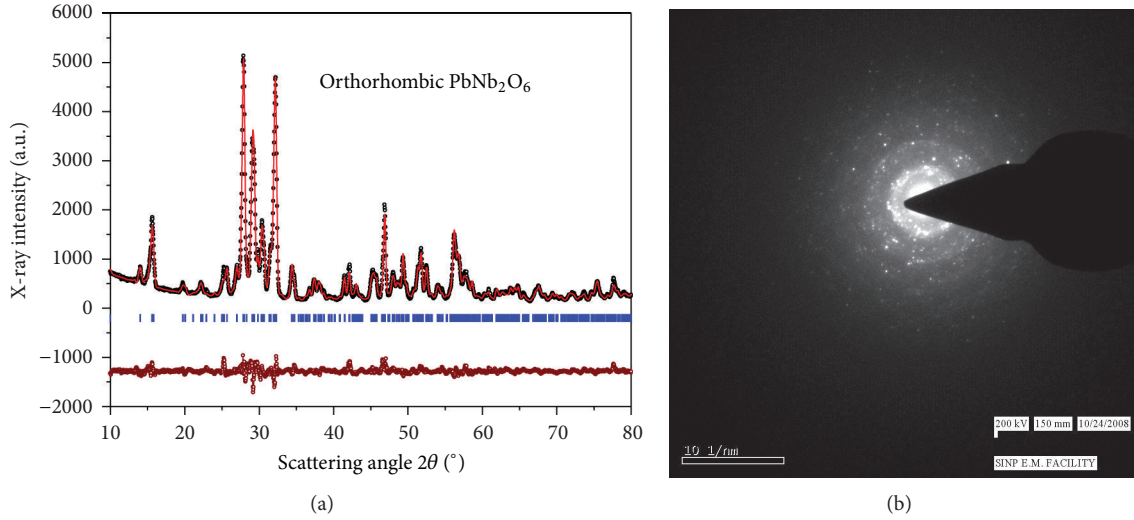 6000
5000
4000
3000
2000
1000
0
−1000
−2000
X-ray intensity (a.u.)
Orthorhombic PbNb₂O₆
10 20 30 40 50 60 70 80
Scattering angle 2θ (°)
(a)
200 kV 150 mm 10/24/2008
10 1/nm
SINP E.M. FACILITY
(b)